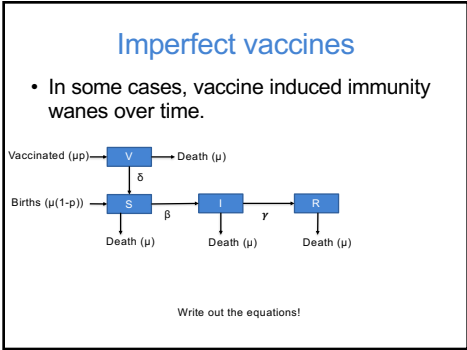 Imperfect vaccines
• In some cases, vaccine induced immunity
wanes over time.
Vaccinated (μp)
V
Death (μ)
δ
Births (μ(1-p))
S
β
I
γ
R
Death (μ)
Death (μ)
Death (μ)
Write out the equations!